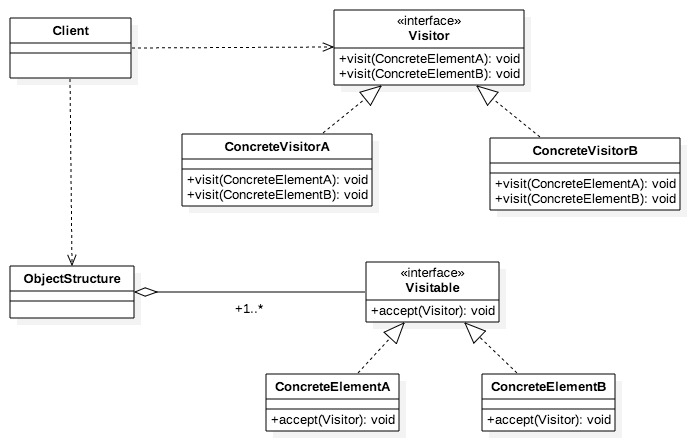 Client
«interface»
Visitor
+visit(ConcreteElementA): void
+visit(ConcreteElementB): void
ConcreteVisitorA
+visit(ConcreteElementA): void
+visit(ConcreteElementB): void
ConcreteVisitorB
+visit(ConcreteElementA): void
+visit(ConcreteElementB): void
ObjectStructure
+1..*
«interface»
Visitable
+accept(Visitor): void
ConcreteElementA
+accept(Visitor): void
ConcreteElementB
+accept(Visitor): void